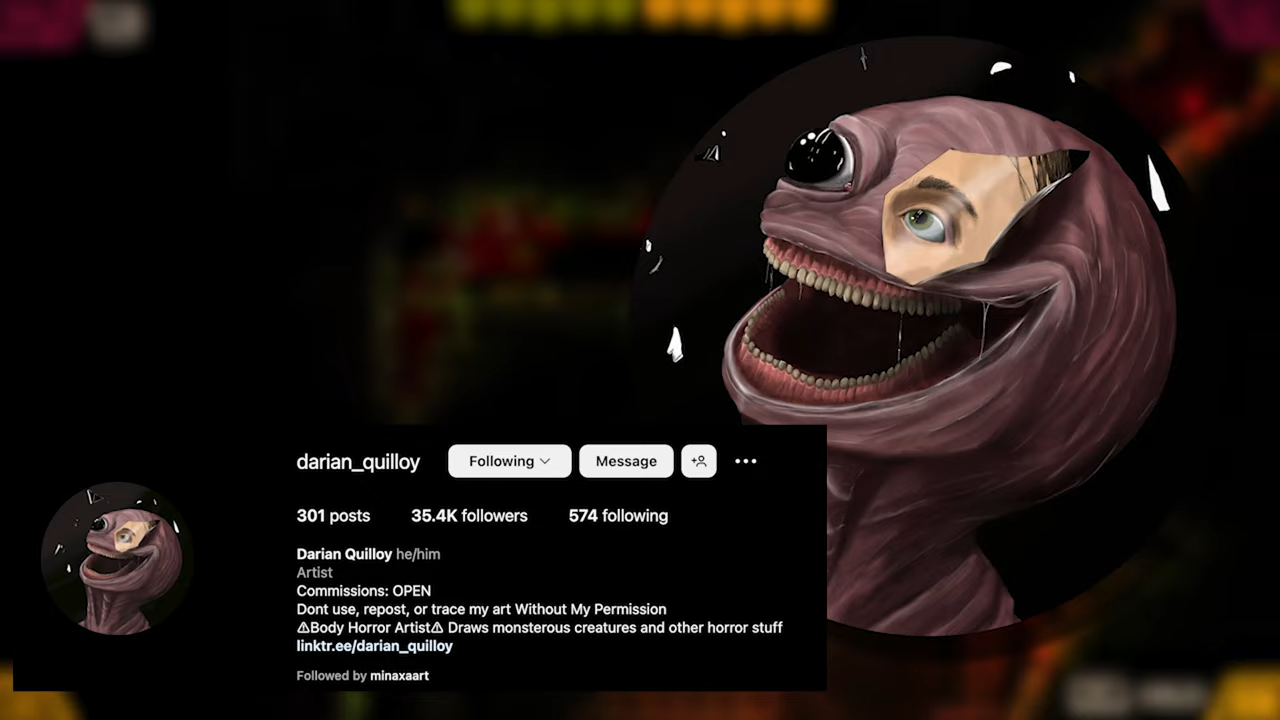 darian_quilloy Following Message
301 posts 35.4K followers 574 following
Darian Quilloy he/him
Artist
Commissions: OPEN
Dont use, repost, or trace my art Without My Permission
⚠Body Horror Artist⚠ Draws monsterous creatures and other horror stuff
linktr.ee/darian_quilloy
Followed by minaxaart